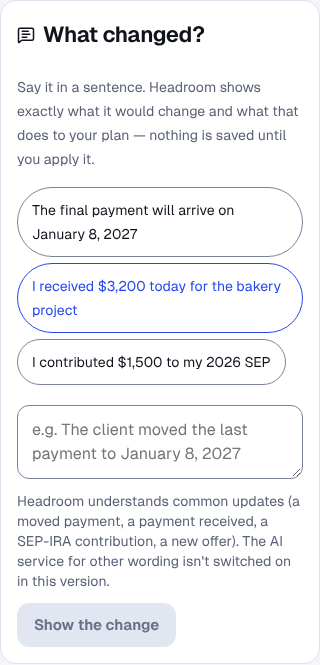 What changed?
Say it in a sentence. Headroom shows
exactly what it would change and what that
does to your plan — nothing is saved until
you apply it.
The final payment will arrive on
January 8, 2027
I received $3,200 today for the bakery
project
I contributed $1,500 to my 2026 SEP
e.g. The client moved the last
payment to January 8, 2027
Headroom understands common updates (a
moved payment, a payment received, a
SEP-IRA contribution, a new offer). The AI
service for other wording isn't switched on
in this version.
Show the change